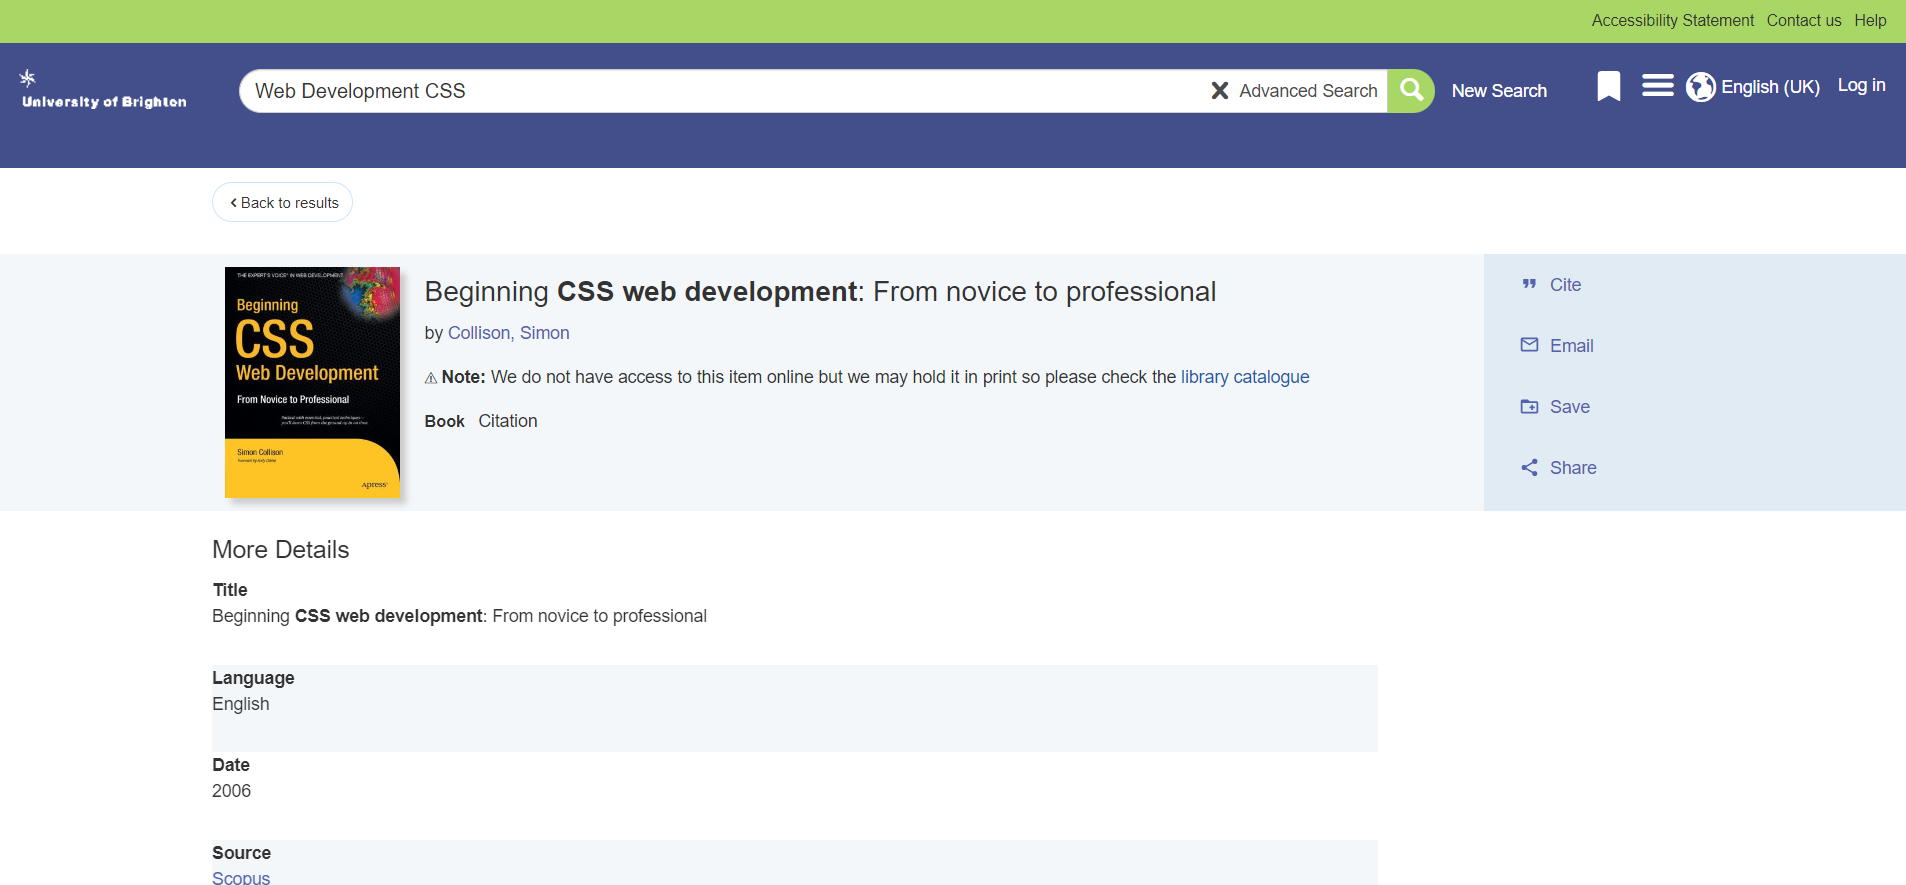 Accessibility Statement Contact us Help
University of Brighton
Web Development CSS
Advanced Search
New Search
English (UK)
Log in
Back to results
THE EXPERT'S VOICE® IN WEB DEVELOPMENT
Beginning
CSS
Web Development
From Novice to Professional
Simon Collison
Apress®
Beginning CSS web development: From novice to professional
by Collison, Simon
Note: We do not have access to this item online but we may hold it in print so please check the library catalogue
Book Citation
Cite
Email
Save
Share
More Details
Title
Beginning CSS web development: From novice to professional
Language
English
Date
2006
Source
Scopus